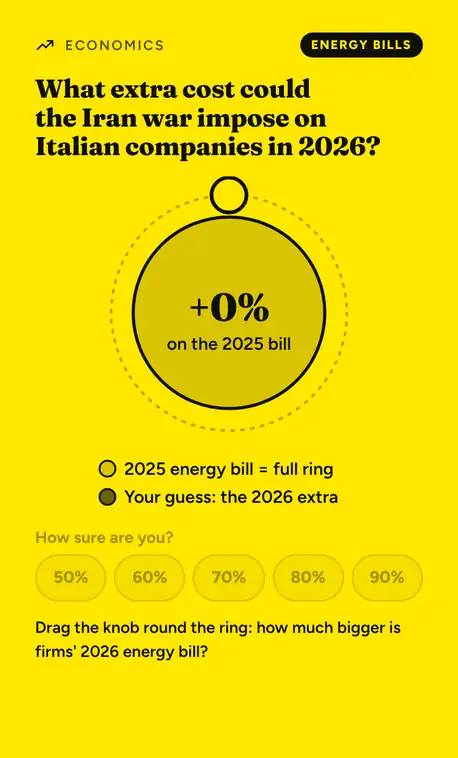 ECONOMICS
ENERGY BILLS
What extra cost could
the Iran war impose on
Italian companies in 2026?
+0%
on the 2025 bill
2025 energy bill = full ring
Your guess: the 2026 extra
How sure are you?
50% 60% 70% 80% 90%
Drag the knob round the ring: how much bigger is
firms' 2026 energy bill?